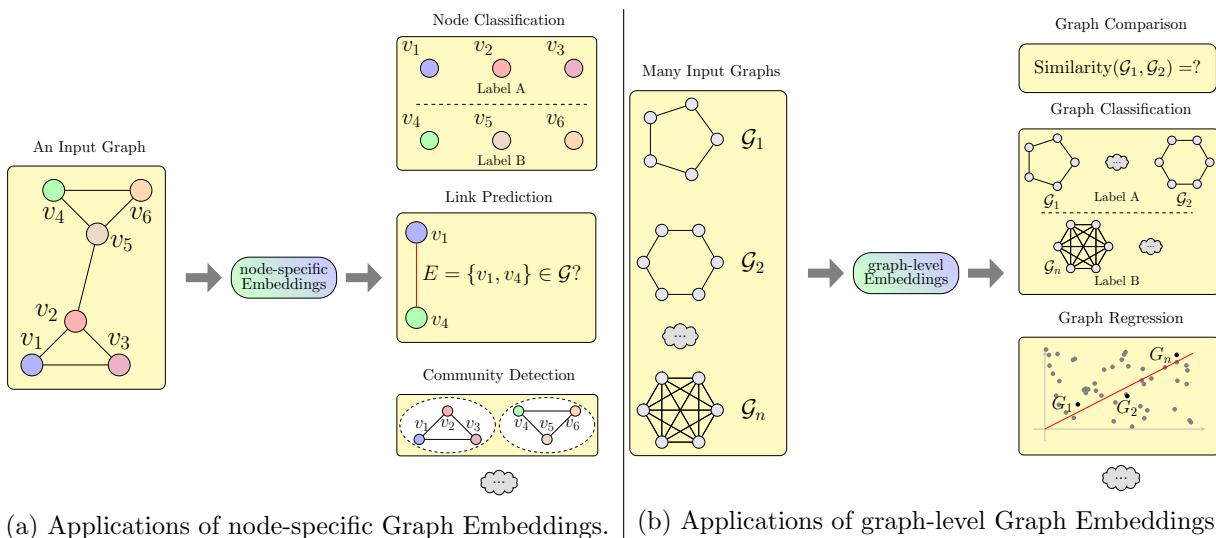 Node Classification
v₁ v₂ v₃
Label A
v₄ v₅ v₆
Label B
An Input Graph
v₄ v₆
v₅
v₂
v₁ v₃
node-specific
Embeddings
Link Prediction
v₁
E = {v₁, v₄} ∈ 𝒢?
v₄
Community Detection
v₁ v₂ v₃ v₄ v₅ v₆
...
(a) Applications of node-specific Graph Embeddings.
Many Input Graphs
𝒢₁
𝒢₂
...
𝒢ₙ
graph-level
Embeddings
Graph Comparison
Similarity(𝒢₁, 𝒢₂) =?
Graph Classification
...
𝒢₁ Label A 𝒢₂
...
𝒢ₙ
Label B
Graph Regression
Gₙ
G₁ G₂
...
(b) Applications of graph-level Graph Embeddings